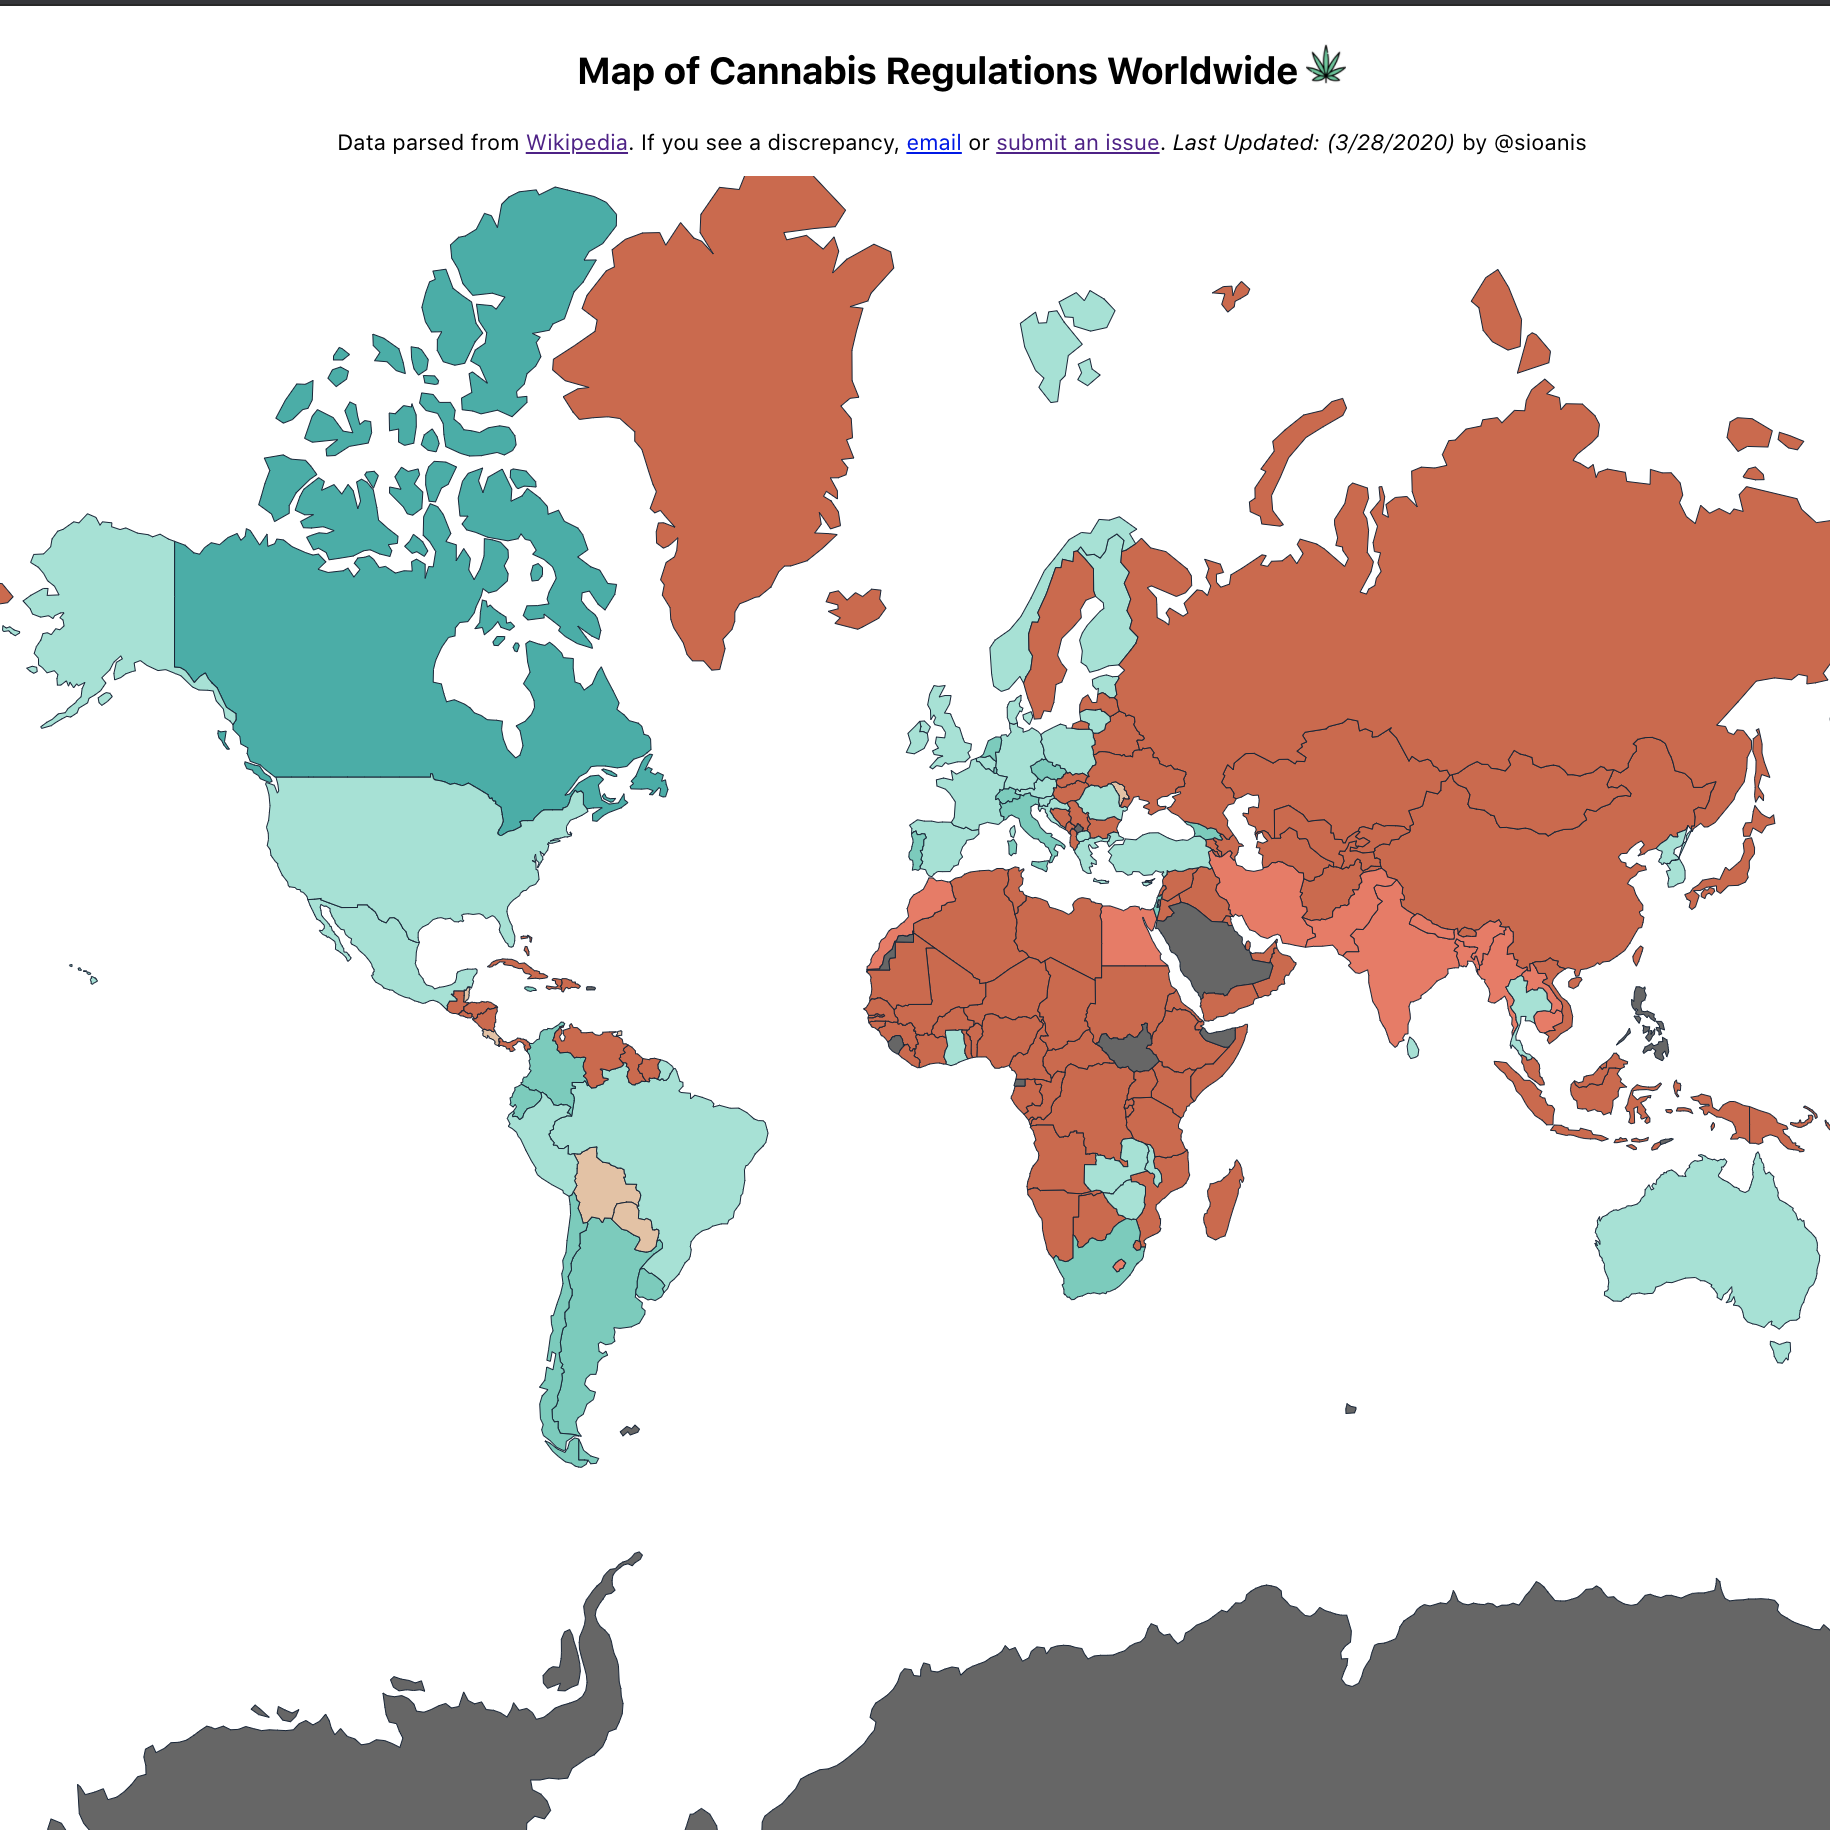 Map of Cannabis Regulations Worldwide
Data parsed from Wikipedia. If you see a discrepancy, email or submit an issue. Last Updated: (3/28/2020) by @sioanis